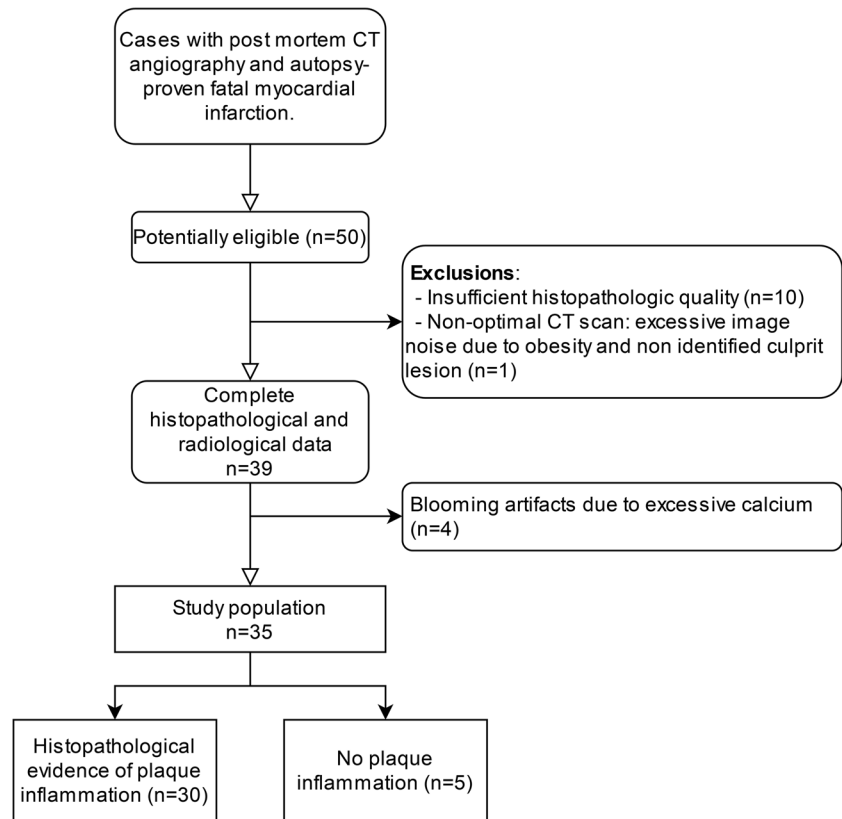 Cases with post mortem CT
angiography and autopsy-
proven fatal myocardial
infarction.
Potentially eligible (n=50)
Exclusions:
- Insufficient histopathologic quality (n=10)
- Non-optimal CT scan: excessive image
noise due to obesity and non identified culprit
lesion (n=1)
Complete
histopathological and
radiological data
n=39
Blooming artifacts due to excessive calcium
(n=4)
Study population
n=35
Histopathological
evidence of plaque
inflammation (n=30)
No plaque
inflammation (n=5)